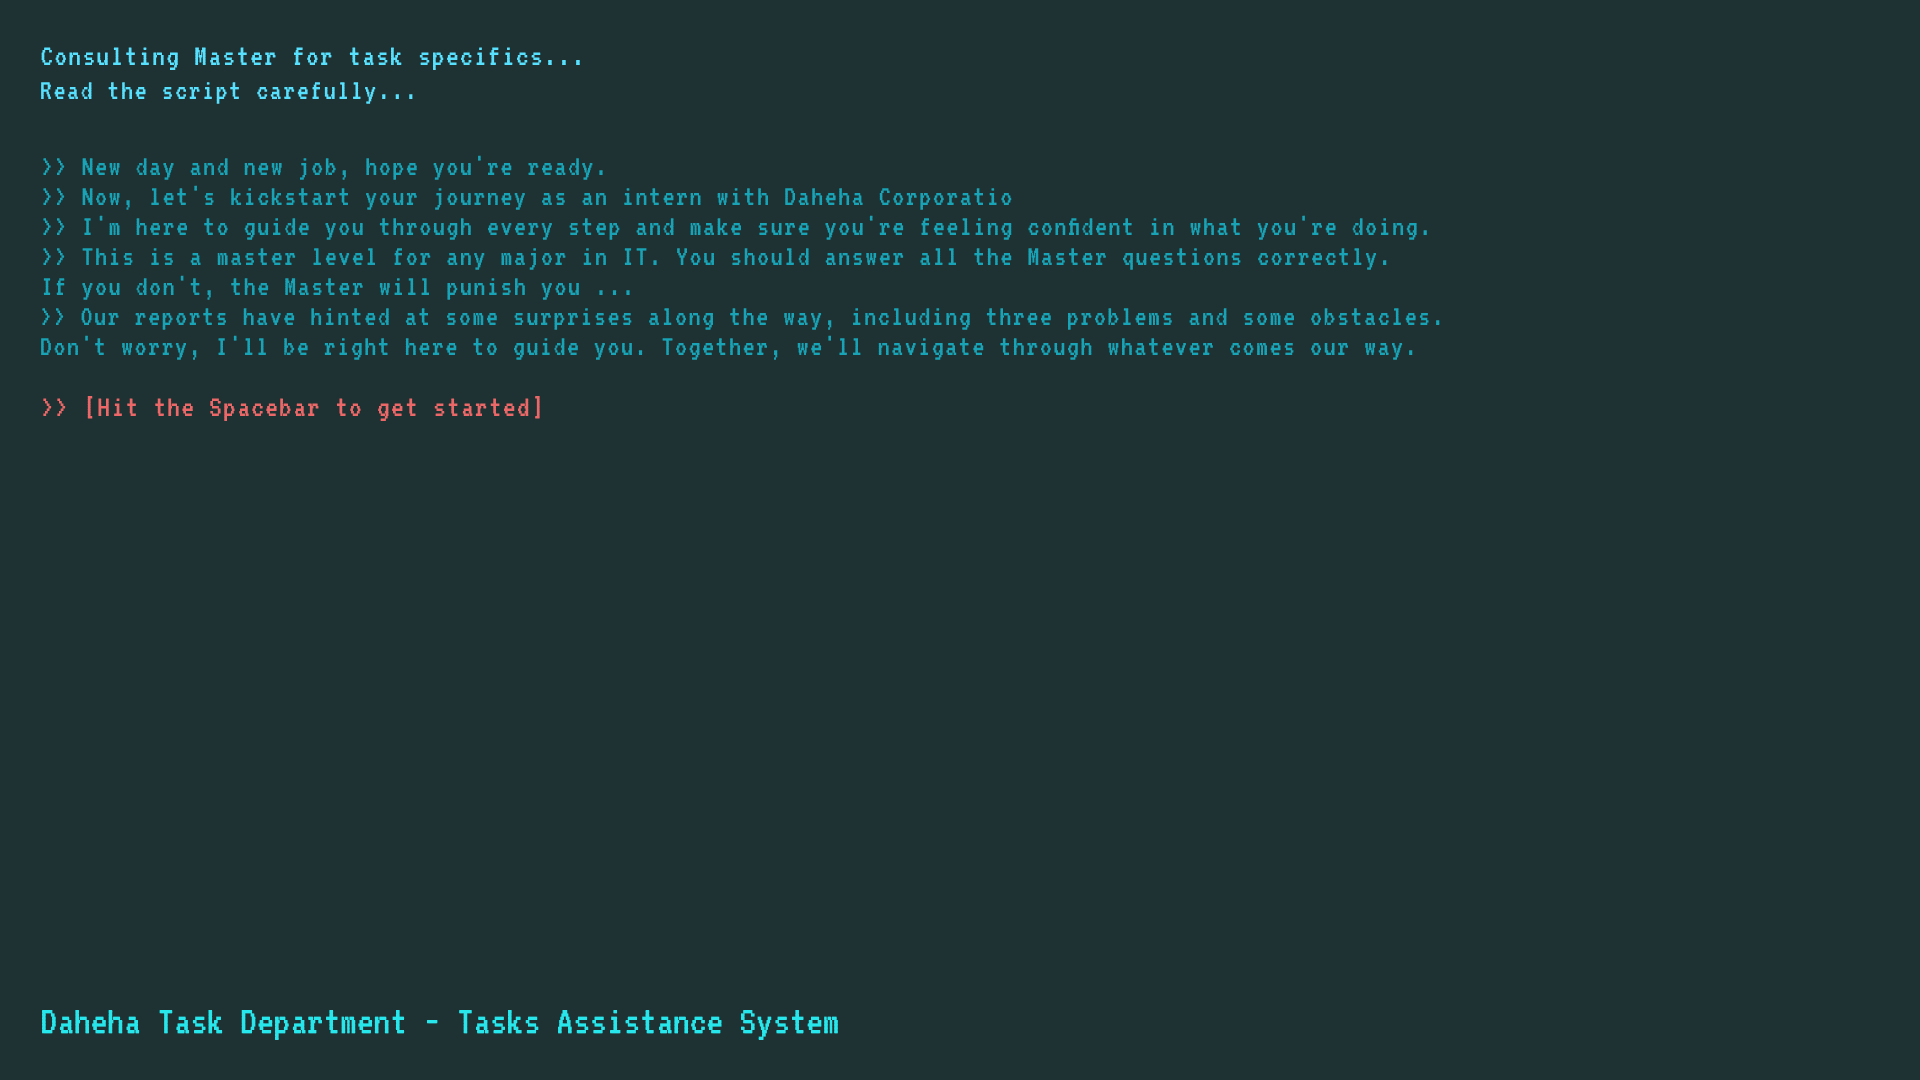 Consulting Master for task specifics...
Read the script carefully...
>> New day and new job, hope you're ready.
>> Now, let's kickstart your journey as an intern with Daheha Corporatio
>> I'm here to guide you through every step and make sure you're feeling confident in what you're doing.
>> This is a master level for any major in IT. You should answer all the Master questions correctly.
If you don't, the Master will punish you ...
>> Our reports have hinted at some surprises along the way, including three problems and some obstacles.
Don't worry, I'll be right here to guide you. Together, we'll navigate through whatever comes our way.
>> [Hit the Spacebar to get started]
Daheha Task Department - Tasks Assistance System